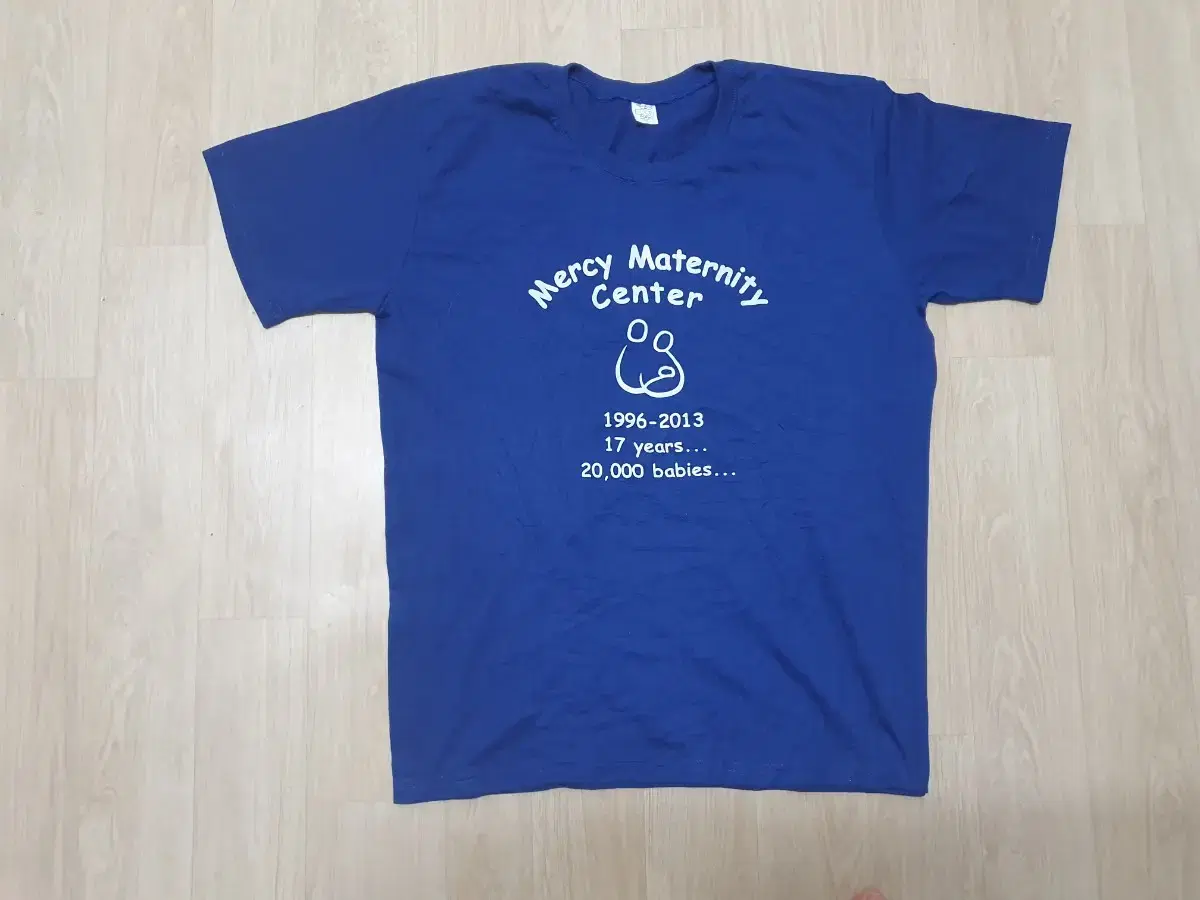 Mercy Maternity
Center
1996-2013
17 years...
20,000 babies...